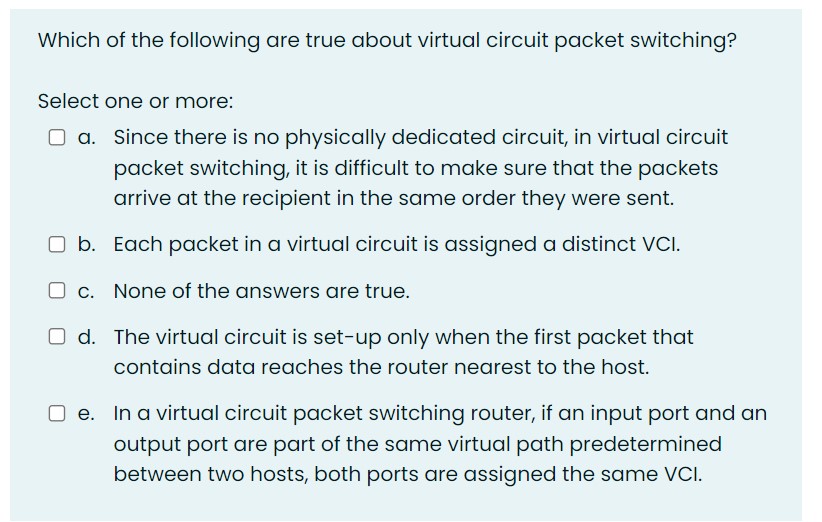 Which of the following are true about virtual circuit packet switching?
Select one or more:
a. Since there is no physically dedicated circuit, in virtual circuit
packet switching, it is difficult to make sure that the packets
arrive at the recipient in the same order they were sent.
b. Each packet in a virtual circuit is assigned a distinct VCI.
c. None of the answers are true.
d. The virtual circuit is set-up only when the first packet that
contains data reaches the router nearest to the host.
e. In a virtual circuit packet switching router, if an input port and an
output port are part of the same virtual path predetermined
between two hosts, both ports are assigned the same VCI.